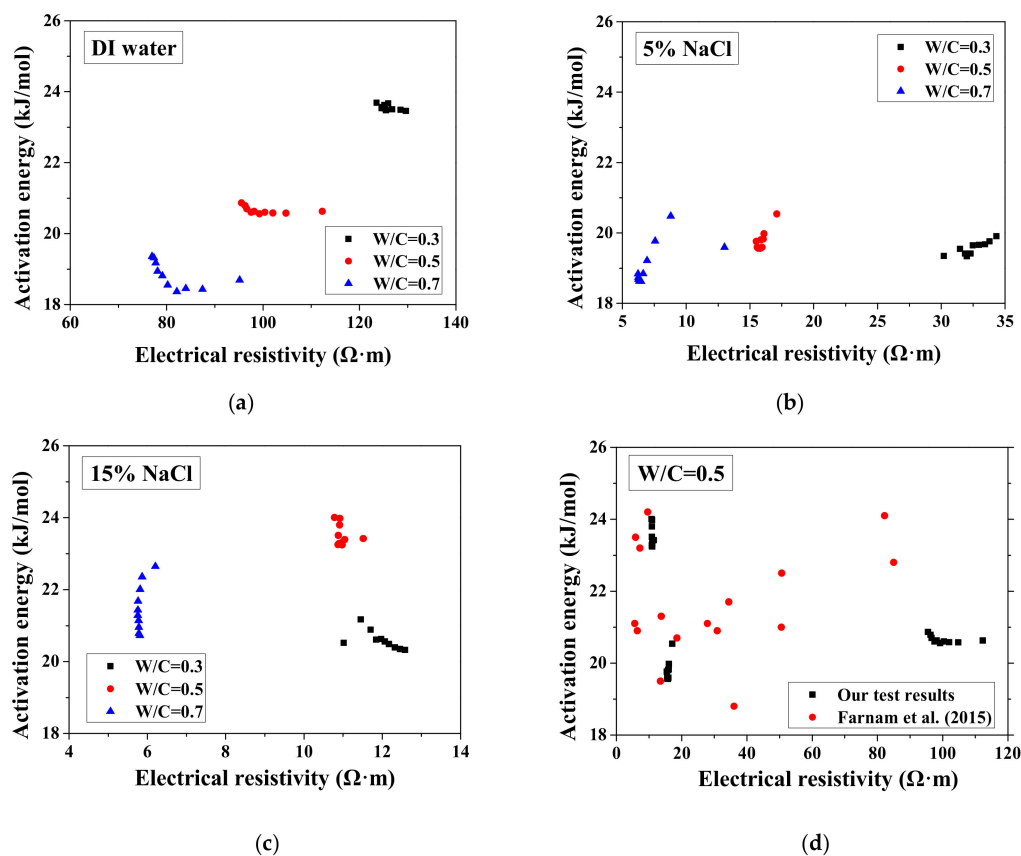 DI water
W/C=0.3
W/C=0.5
W/C=0.7
Activation energy (kJ/mol)
26
24
22
20
18
60
80
100
120
140
Electrical resistivity (Ω·m)
(a)
5% NaCl
W/C=0.3
W/C=0.5
W/C=0.7
Activation energy (kJ/mol)
26
24
22
20
18
5
10
15
20
25
30
35
Electrical resistivity (Ω·m)
(b)
15% NaCl
W/C=0.3
W/C=0.5
W/C=0.7
Activation energy (kJ/mol)
26
24
22
20
18
4
6
8
10
12
14
Electrical resistivity (Ω·m)
(c)
W/C=0.5
Our test results
Farnam et al. (2015)
Activation energy (kJ/mol)
26
24
22
20
18
0
20
40
60
80
100
120
Electrical resistivity (Ω·m)
(d)